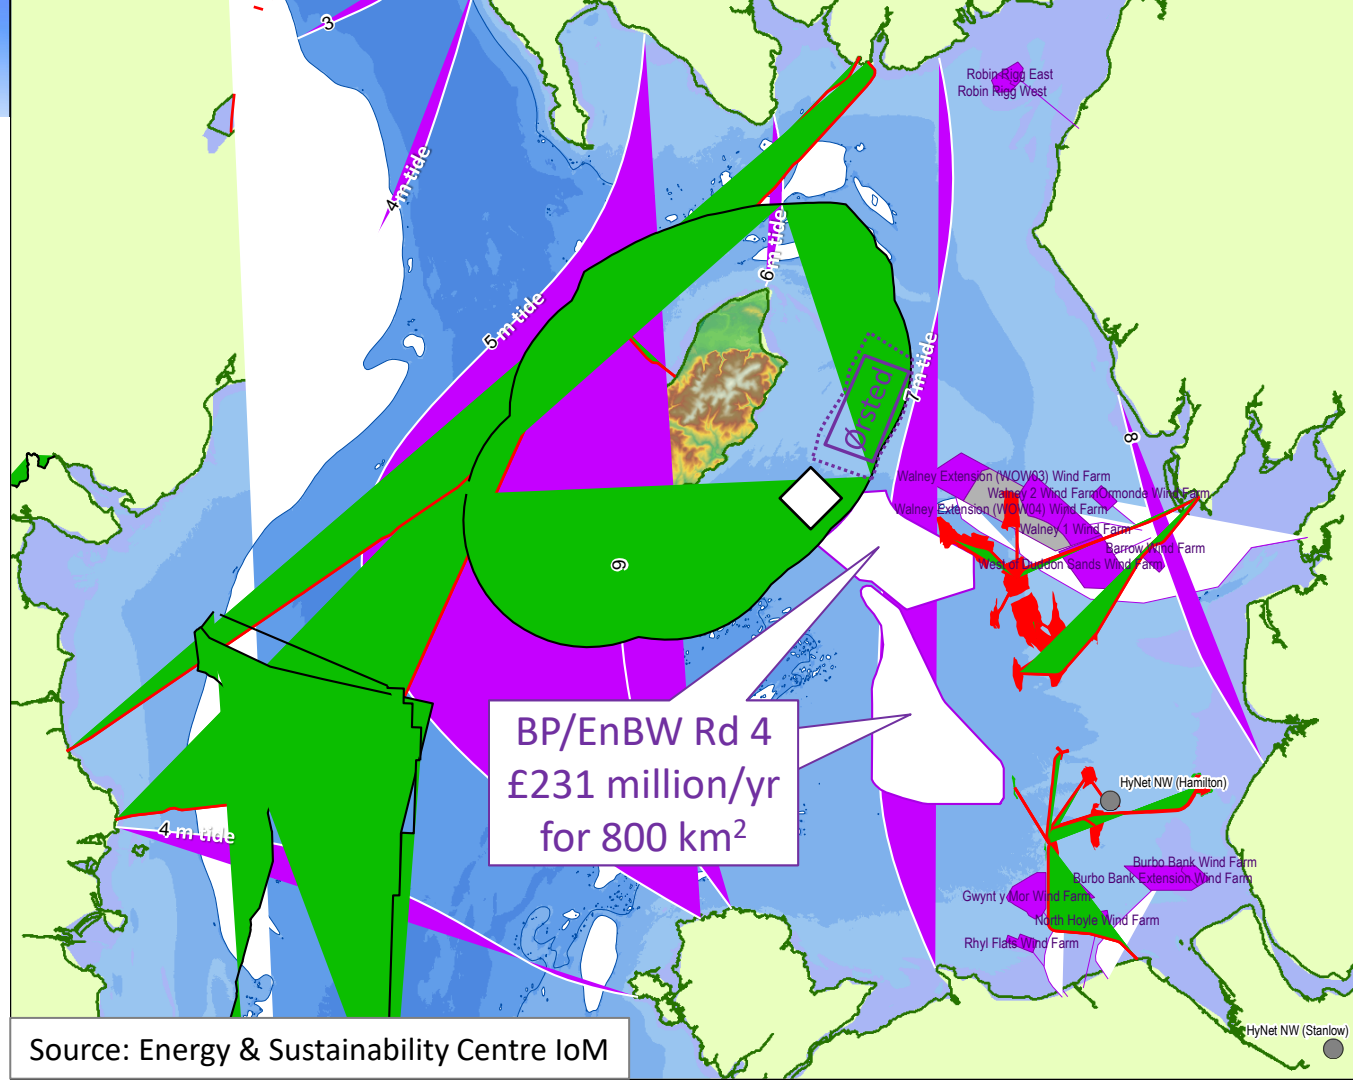 3
Robin Rigg East
Robin Rigg West
4 m tide
6 m tide
5 m tide
7m tide
Ørsted
8
Walney Extension (WOW03) Wind Farm
Walney 2 Wind Farm
Ormonde Wind Farm
Walney Extension (WOW04) Wind Farm
Walney 1 Wind Farm
Barrow Wind Farm
West of Duddon Sands Wind Farm
6
BP/EnBW Rd 4
£231 million/yr
for 800 km²
HyNet NW (Hamilton)
4 m tide
Burbo Bank Wind Farm
Burbo Bank Extension Wind Farm
Gwynt y Mor Wind Farm
North Hoyle Wind Farm
Rhyl Flats Wind Farm
HyNet NW (Stanlow)
Source: Energy & Sustainability Centre IoM